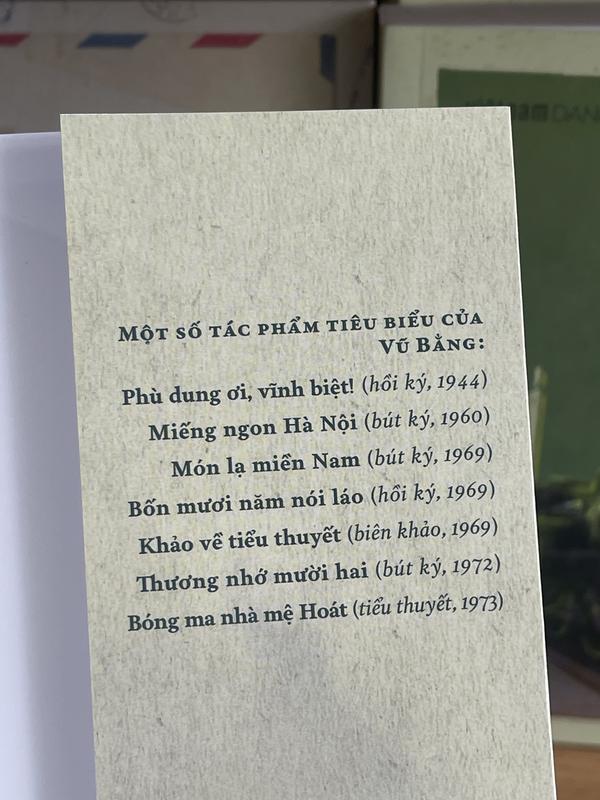 MỘT SỐ TÁC PHẨM TIÊU BIỂU CỦA
VŨ BẰNG:
Phù dung ơi, vĩnh biệt! (hồi ký, 1944)
Miếng ngon Hà Nội (bút ký, 1960)
Món lạ miền Nam (bút ký, 1969)
Bốn mươi năm nói láo (hồi ký, 1969)
Khảo về tiểu thuyết (biên khảo, 1969)
Thương nhớ mười hai (bút ký, 1972)
Bóng ma nhà mệ Hoát (tiểu thuyết, 1973)